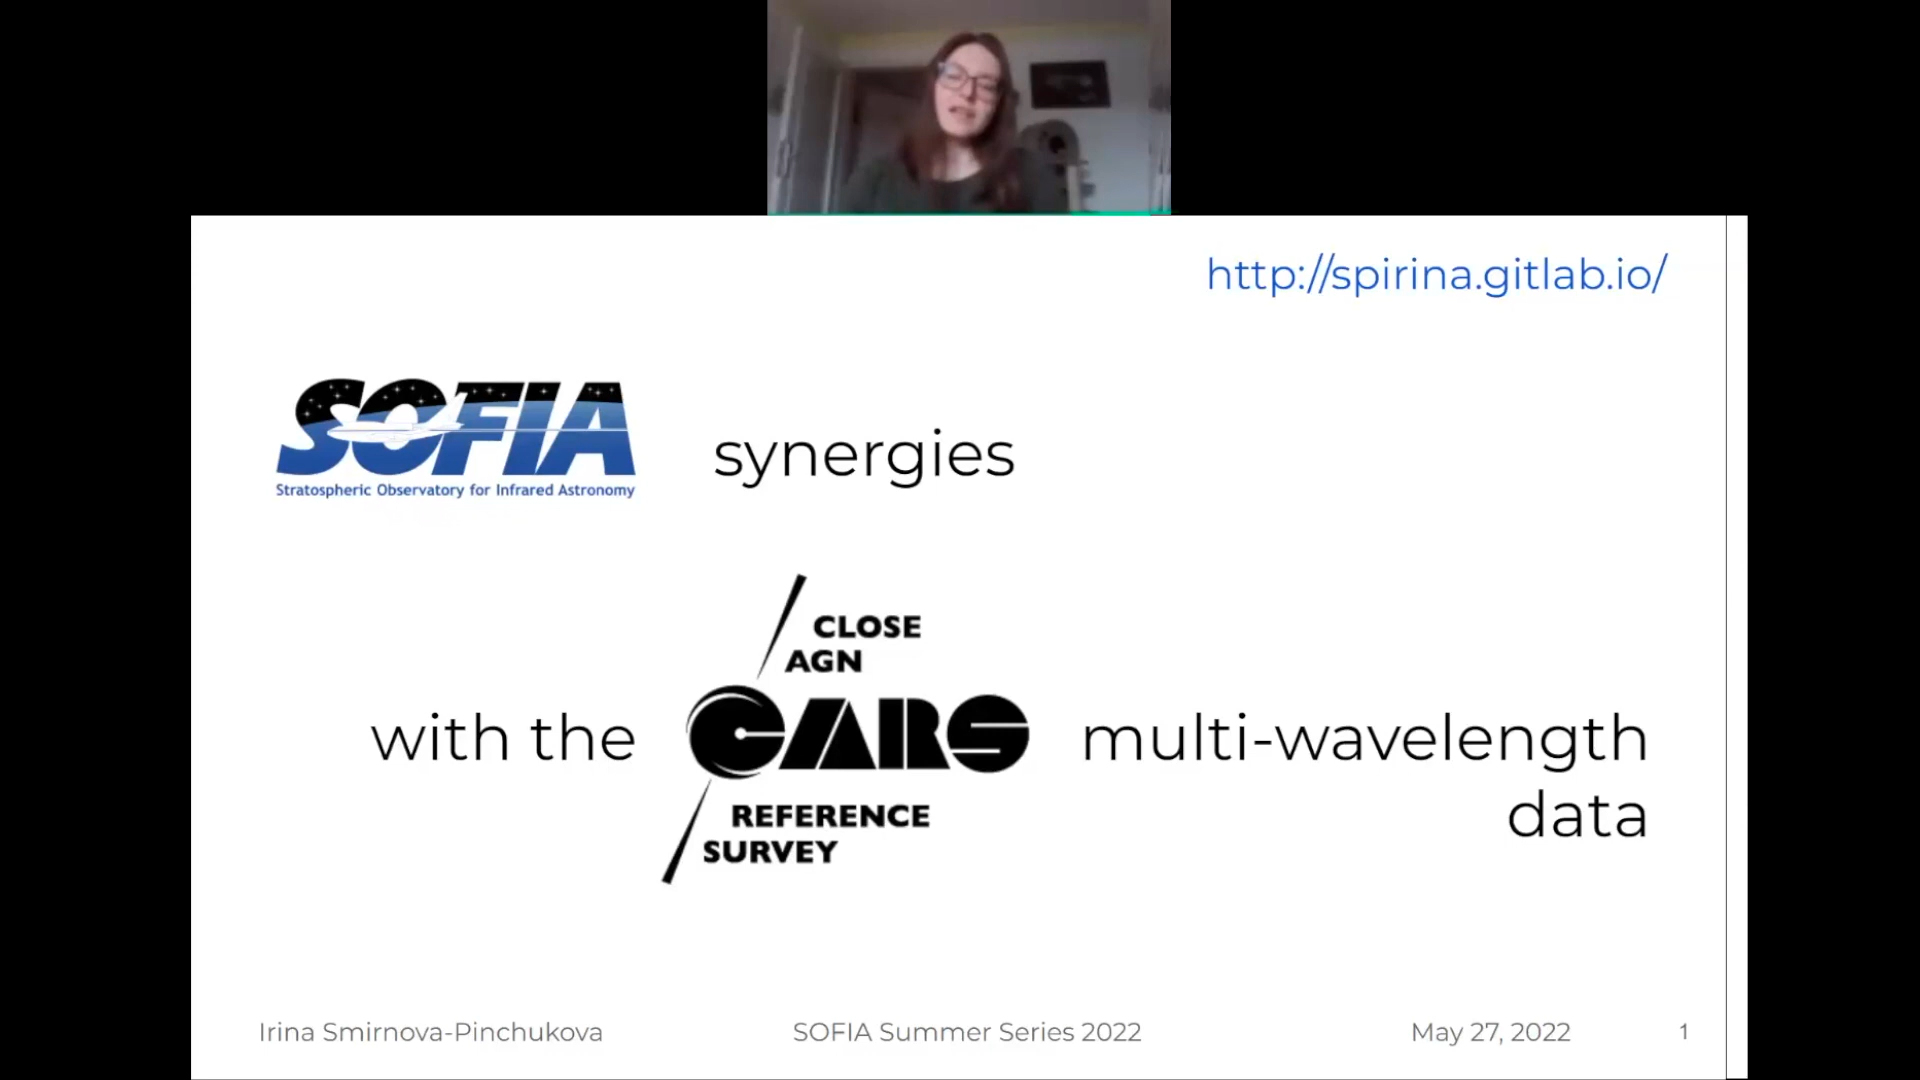 http://spirina.gitlab.io/
SOFIA
Stratospheric Observatory for Infrared Astronomy
synergies
CLOSE
AGN
with the CARS multi-wavelength
data
REFERENCE
SURVEY
Irina Smirnova-Pinchukova SOFIA Summer Series 2022 May 27, 2022 1